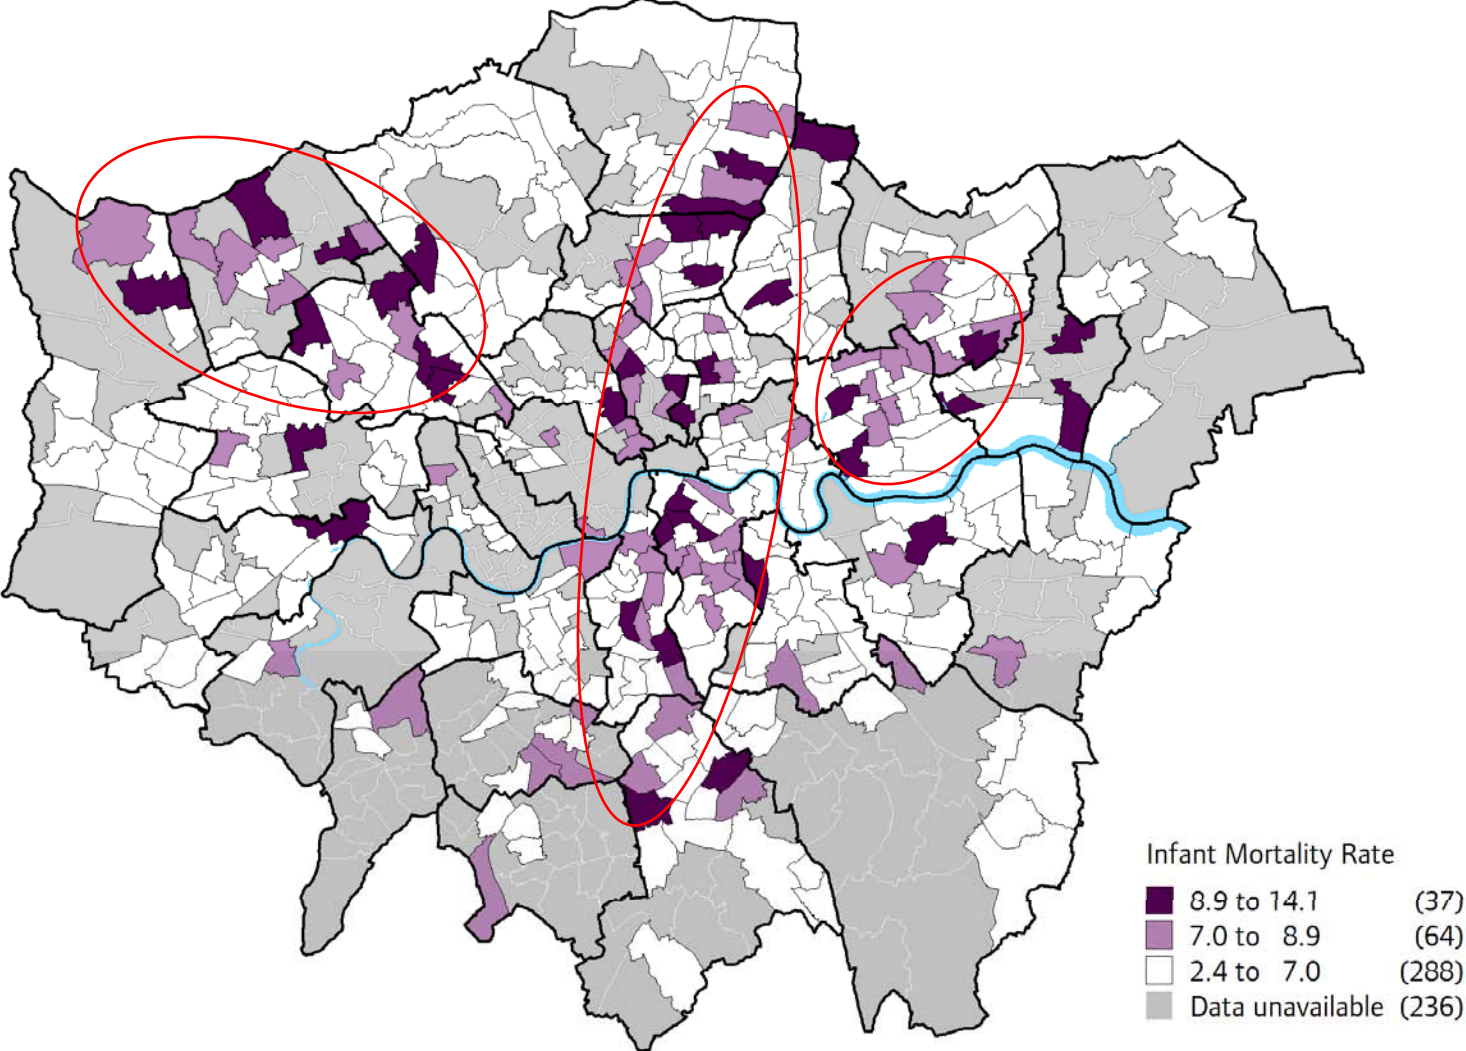 Infant Mortality Rate
8.9 to 14.1 (37)
7.0 to 8.9 (64)
2.4 to 7.0 (288)
Data unavailable (236)